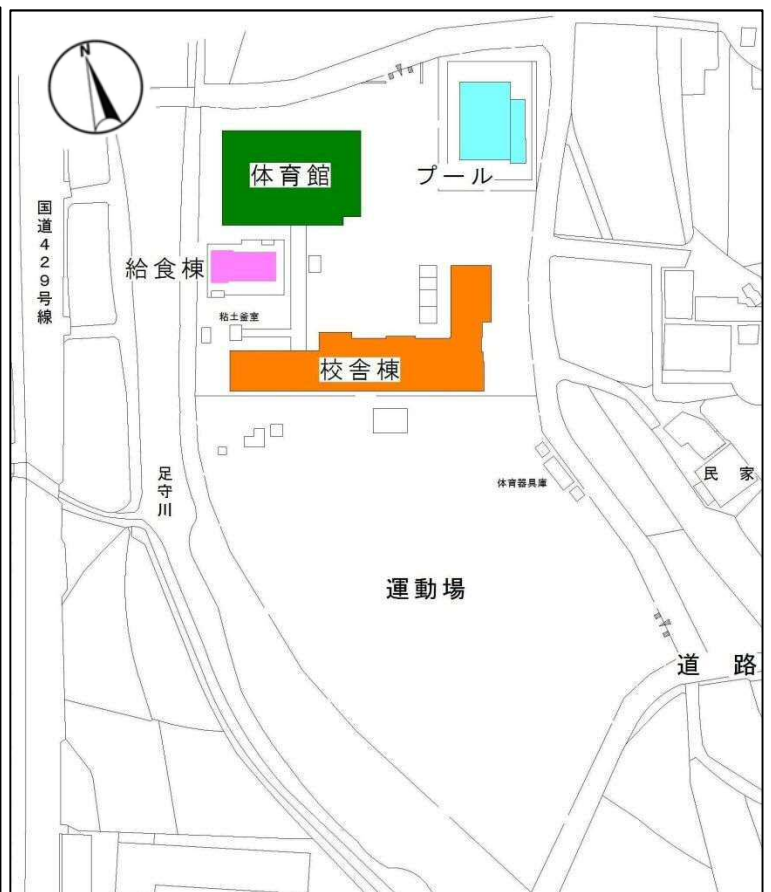 N
体育館
プール
国道429号線
給食棟
粘土釜室
校舎棟
足守川
体育器具庫
民家
運動場
道路